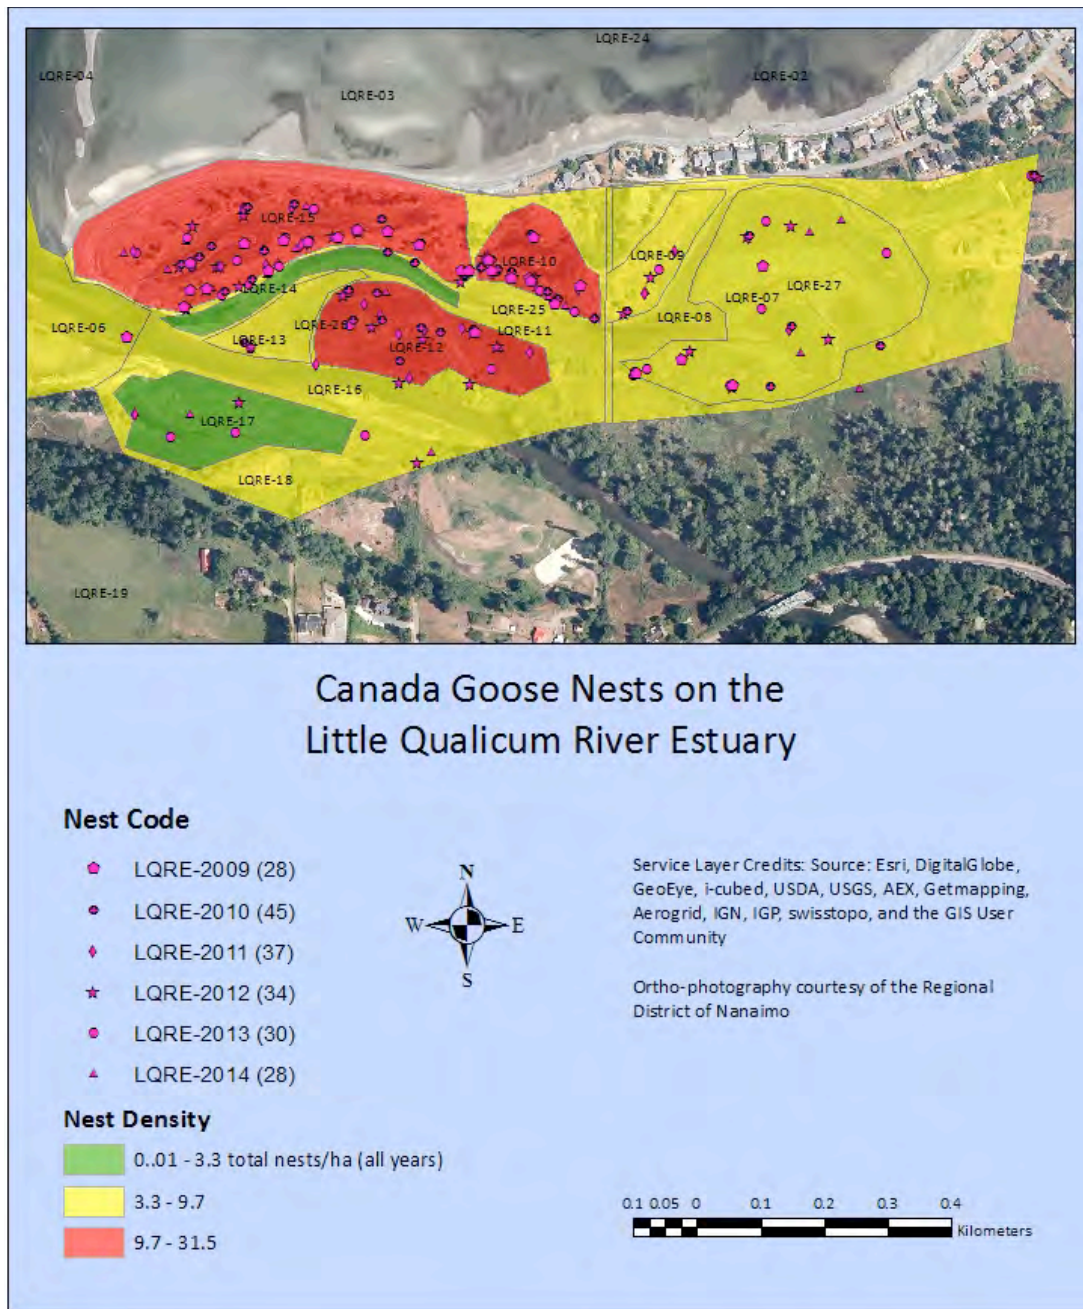 LQRE-24
LQRE-04
LQRE-02
LQRE-03
LQRE-15
LQRE-10
LQRE-09
LQRE-14
LQRE-27
LQRE-07
LQRE-25
LQRE-08
LQRE-06
LQRE-26
LQRE-11
LQRE-13
LQRE-12
LQRE-16
LQRE-17
LQRE-18
LQRE-19
Canada Goose Nests on the
Little Qualicum River Estuary
Nest Code
LQRE-2009 (28)
LQRE-2010 (45)
LQRE-2011 (37)
LQRE-2012 (34)
LQRE-2013 (30)
LQRE-2014 (28)
N
W
E
S
Service Layer Credits: Source: Esri, DigitalGlobe,
GeoEye, i-cubed, USDA, USGS, AEX, Getmapping,
Aerogrid, IGN, IGP, swisstopo, and the GIS User
Community
Ortho-photography courtesy of the Regional
District of Nanaimo
Nest Density
0..01 - 3.3 total nests/ha (all years)
3.3 - 9.7
9.7 - 31.5
0.1 0.05 0 0.1 0.2 0.3 0.4
Kilometers